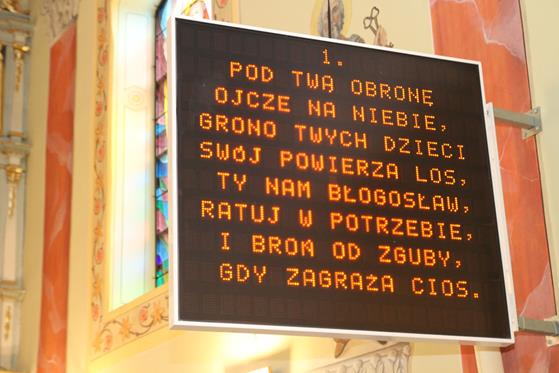 1.
POD TWĄ OBRONĘ
OJCZE NA NIEBIE,
GRONO TWYCH DZIECI
SWÓJ POWIERZA LOS,
TY NAM BŁOGOSŁAW,
RATUJ W POTRZEBIE,
I BROŃ OD ZGUBY,
GDY ZAGRAŻA CIOS.